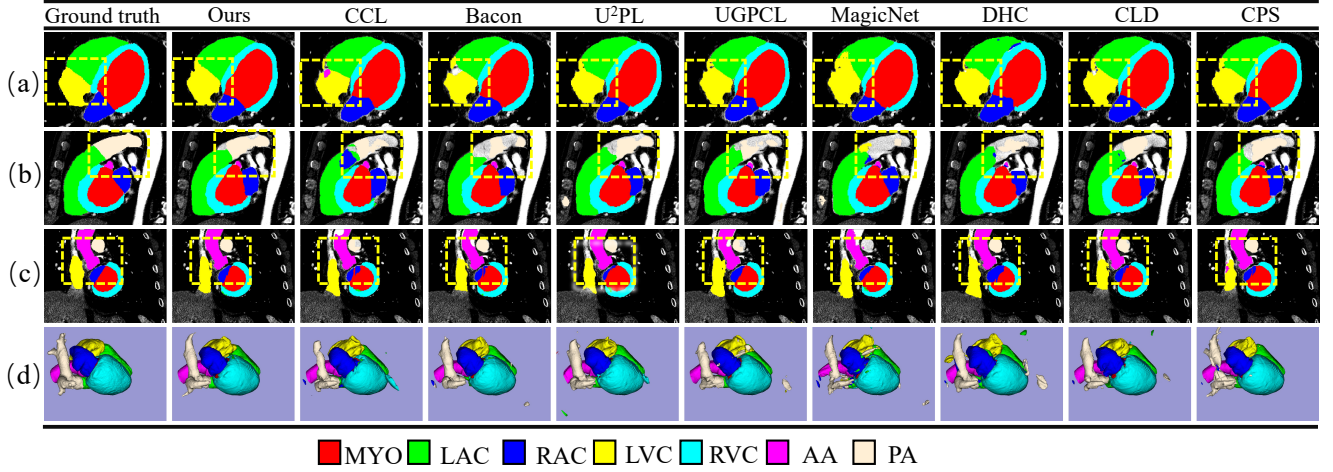 Ground truth Ours CCL Bacon U²PL UGPCL MagicNet DHC CLD CPS
(a)
(b)
(c)
(d)
MYO LAC RAC LVC RVC AA PA